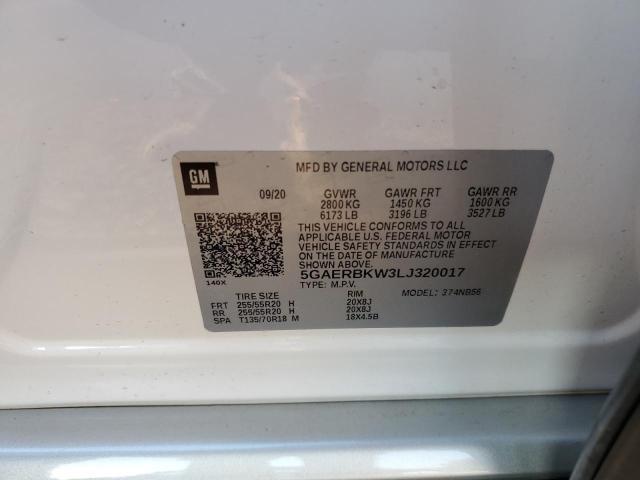 GM
MFD BY GENERAL MOTORS LLC
09/20 GVWR GAWR FRT GAWR RR
2800 KG 1450 KG 1600 KG
6173 LB 3196 LB 3527 LB
THIS VEHICLE CONFORMS TO ALL
APPLICABLE U.S. FEDERAL MOTOR
VEHICLE SAFETY STANDARDS IN EFFECT
ON THE DATE OF MANUFACTURE
SHOWN ABOVE.
5GAERBKW3LJ320017
140X
TYPE: M.P.V. MODEL: 374NB56
TIRE SIZE RIM
FRT 255/55R20 H 20X8J
RR 255/55R20 H 20X8J
SPA T135/70R18 M 18X4.5B